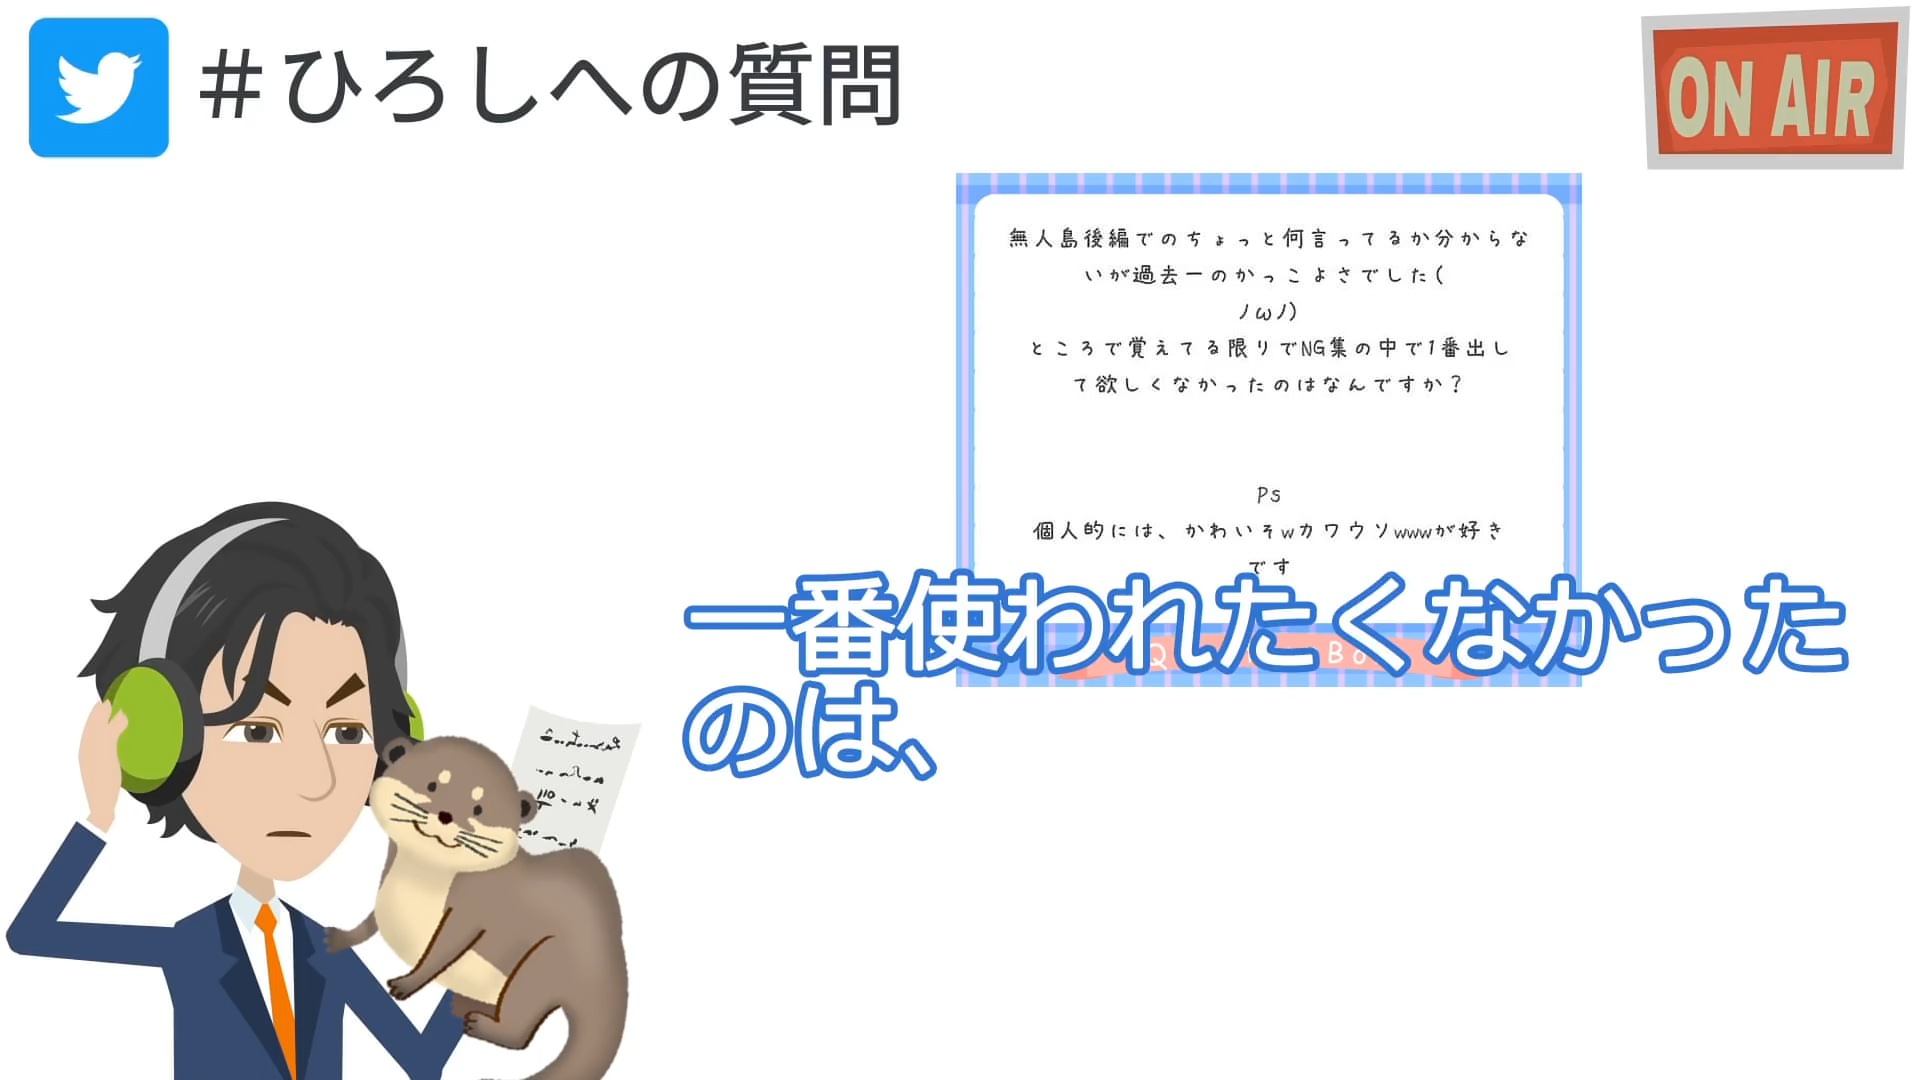 #ひろしへの質問
ON AIR
無人島後編でのちょっと何言ってるか分からな
いが過去一のかっこよさでした(
ﾉωﾉ)
ところで覚えてる限りでNG集の中で1番出し
て欲しくなかったのはなんですか？
Ps
個人的には、かわいそwカワウソwwwが好き
です
一番使われたくなかった
のは、